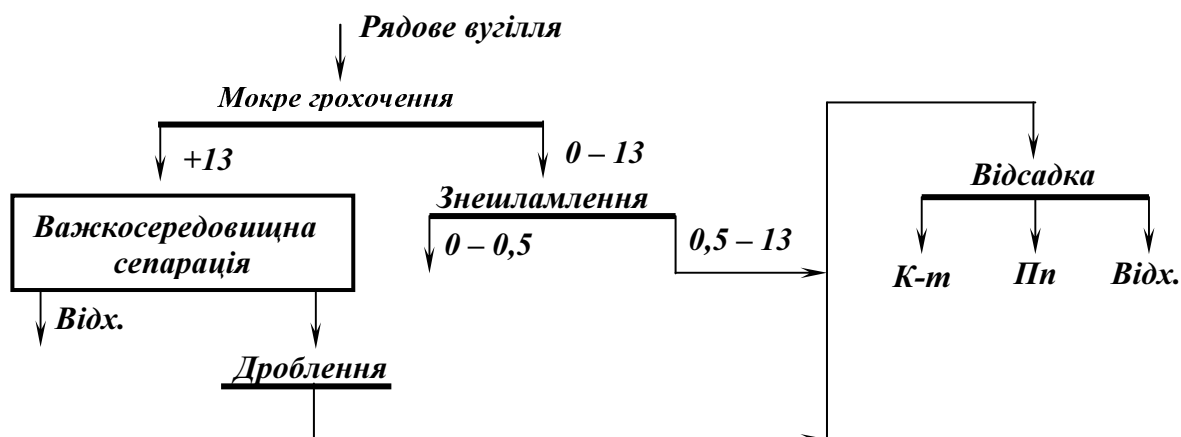 Рядове вугілля
Мокре грохочення
+13
0 – 13
Знешламлення
Відсадка
Важкосередовищна
сепарація
0 – 0,5
0,5 – 13
К-т
Пп
Відх.
Відх.
Дроблення